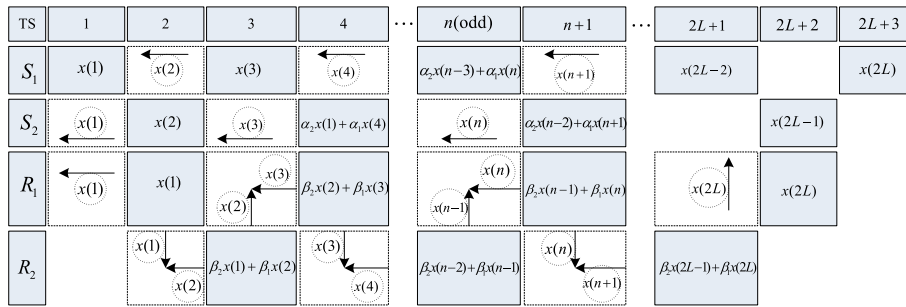 TS 1 2 3 4 ··· n(odd) n+1 ··· 2L+1 2L+2 2L+3
S₁ x(1) x(2) x(3) x(4) α₂x(n−3)+α₁x(n) x(n+1) x(2L−2) x(2L)
S₂ x(1) x(2) x(3) α₂x(1)+α₁x(4) x(n) α₂x(n−2)+α₁x(n+1) x(2L−1)
R₁ x(1) x(1) x(3) x(2) β₂x(2)+β₁x(3) x(n) x(n−1) β₂x(n−1)+β₁x(n) x(2L) x(2L)
R₂ x(1) x(2) β₂x(1)+β₁x(2) x(3) x(4) β₂x(n−2)+β₁x(n−1) x(n) x(n+1) β₂x(2L−1)+β₁x(2L)